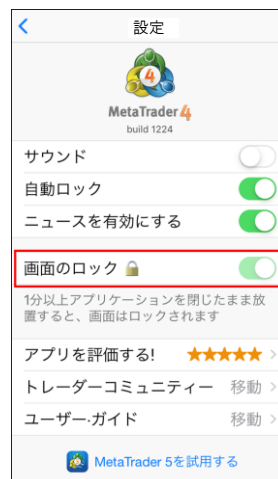 設定
4
MetaTrader 4
build 1224
サウンド
自動ロック
ニュースを有効にする
画面のロック
1分以上アプリケーションを閉じたまま放
置すると、画面はロックされます
アプリを評価する! ★★★★★
トレーダーコミュニティー 移動
ユーザー·ガイド 移動
MetaTrader 5を試用する